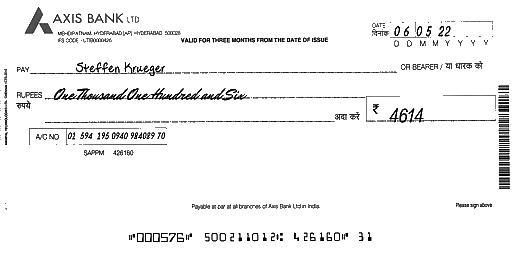 AXIS BANK LTD
MEHDIPATNAM, HYDERABAD [AP] HYDERABAD 500028
IFS CODE - UTIB0000426
VALID FOR THREE MONTHS FROM THE DATE OF ISSUE
DATE दिनांक 06 05 22
D D M M Y Y Y Y
PAY Steffen Krueger OR BEARER / या धारक को
RUPEES One Thousand One Hundred and Six
रुपये अदा करें ₹ 4614
A/C NO 01 594 195 0940 984089 70
SAPPM 426160
Payable at par at all branches of Axis Bank Ltd in India.
Please sign above
"000576" 500211012: 426160" 31